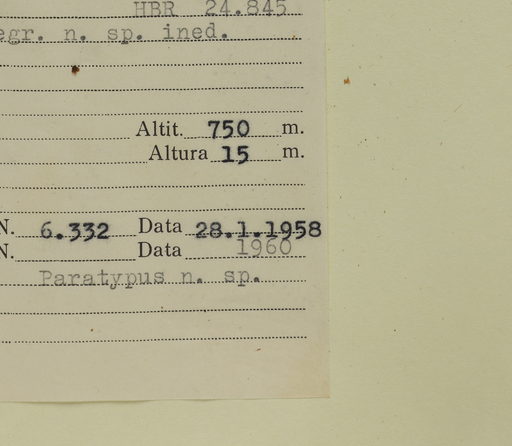 HBR 24.845
egr. n. sp. ined.
Altit. 750 m.
Altura 15 m.
N. 6.332 Data 28.1.1958
N. Data 1960
Paratypus n. sp.